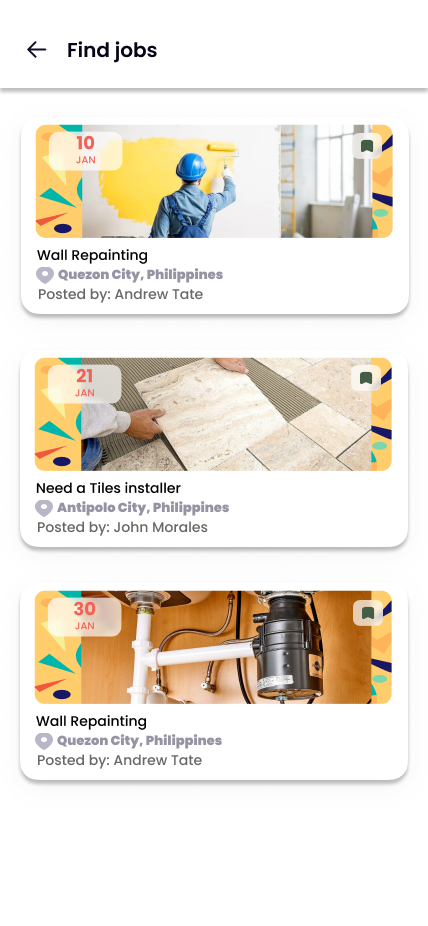 Find jobs
10
JAN
Wall Repainting
Quezon City, Philippines
Posted by: Andrew Tate
21
JAN
Need a Tiles installer
Antipolo City, Philippines
Posted by: John Morales
30
JAN
Wall Repainting
Quezon City, Philippines
Posted by: Andrew Tate